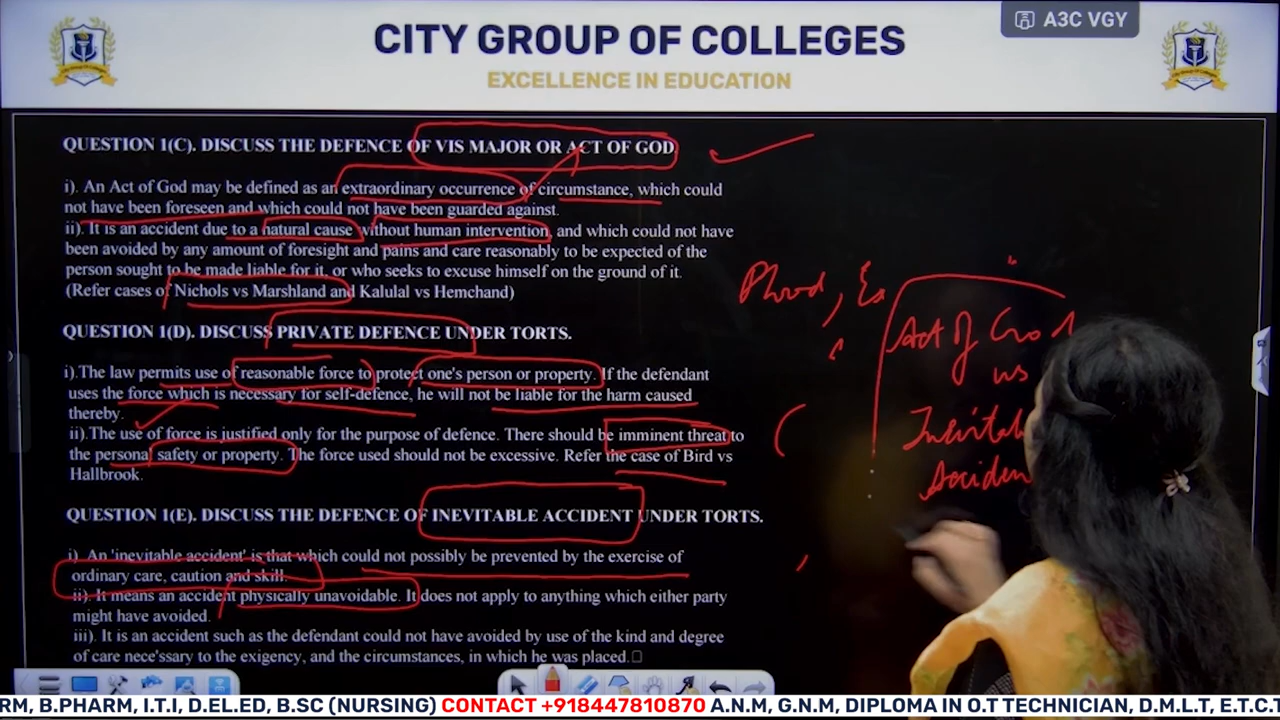 CITY GROUP OF COLLEGES
EXCELLENCE IN EDUCATION
A3C VGY
QUESTION 1(C). DISCUSS THE DEFENCE OF VIS MAJOR OR ACT OF GOD
i). An Act of God may be defined as an extraordinary occurrence of circumstance, which could
not have been foreseen and which could not have been guarded against.
ii). It is an accident due to a natural cause without human intervention, and which could not have
been avoided by any amount of foresight and pains and care reasonably to be expected of the
person sought to be made liable for it, or who seeks to excuse himself on the ground of it.
(Refer cases of Nichols vs Marshland and Kalulal vs Hemchand)
QUESTION 1(D). DISCUSS PRIVATE DEFENCE UNDER TORTS.
i).The law permits use of reasonable force to protect one's person or property. If the defendant
uses the force which is necessary for self-defence, he will not be liable for the harm caused
thereby.
ii).The use of force is justified only for the purpose of defence. There should be imminent threat to
the personal safety or property. The force used should not be excessive. Refer the case of Bird vs
Hallbrook.
QUESTION 1(E). DISCUSS THE DEFENCE OF INEVITABLE ACCIDENT UNDER TORTS.
i) An 'inevitable accident' is that which could not possibly be prevented by the exercise of
ordinary care, caution and skill.
ii). It means an accident physically unavoidable. It does not apply to anything which either party
might have avoided.
iii). It is an accident such as the defendant could not have avoided by use of the kind and degree
of care nece'ssary to the exigency, and the circumstances, in which he was placed.
Act of God
vs
Inevitab
Acciden
RM, B.PHARM, I.T.I, D.EL.ED, B.SC (NURSING) CONTACT +918447810870 A.N.M, G.N.M, DIPLOMA IN O.T TECHNICIAN, D.M.L.T, E.T.C.